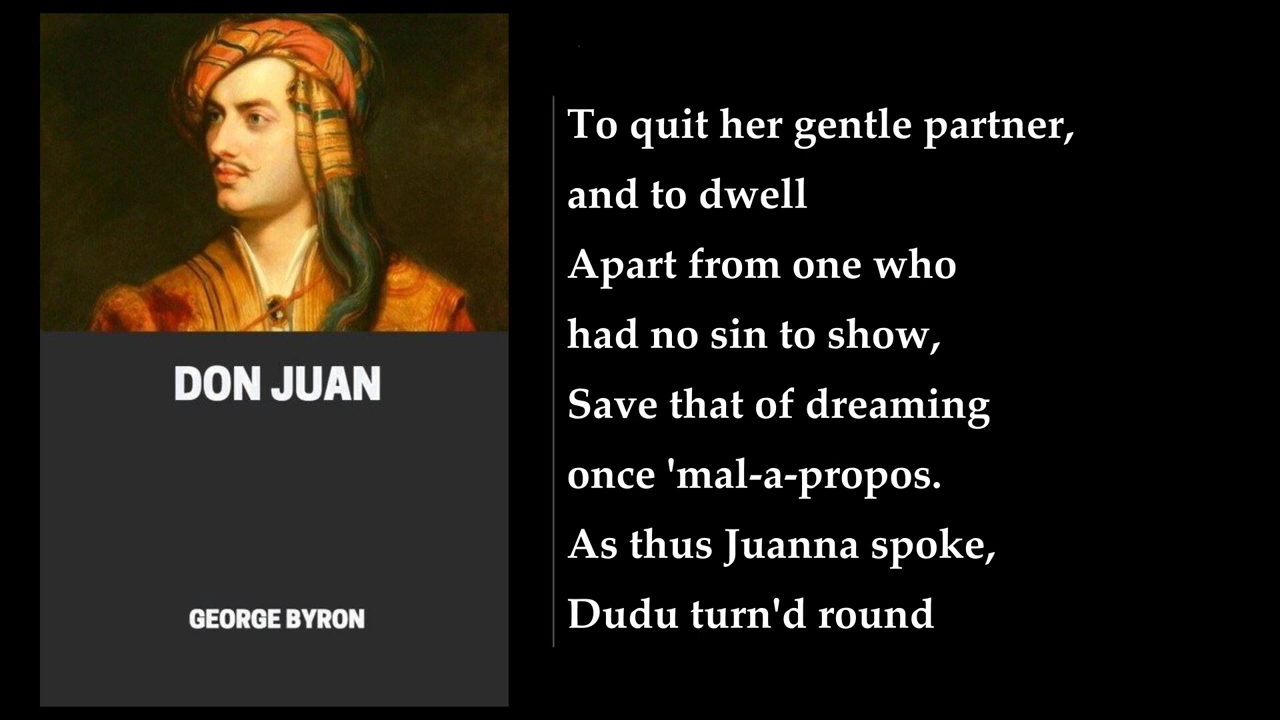 DON JUAN
GEORGE BYRON
To quit her gentle partner,
and to dwell
Apart from one who
had no sin to show,
Save that of dreaming
once 'mal-a-propos.
As thus Juanna spoke,
Dudu turn'd round